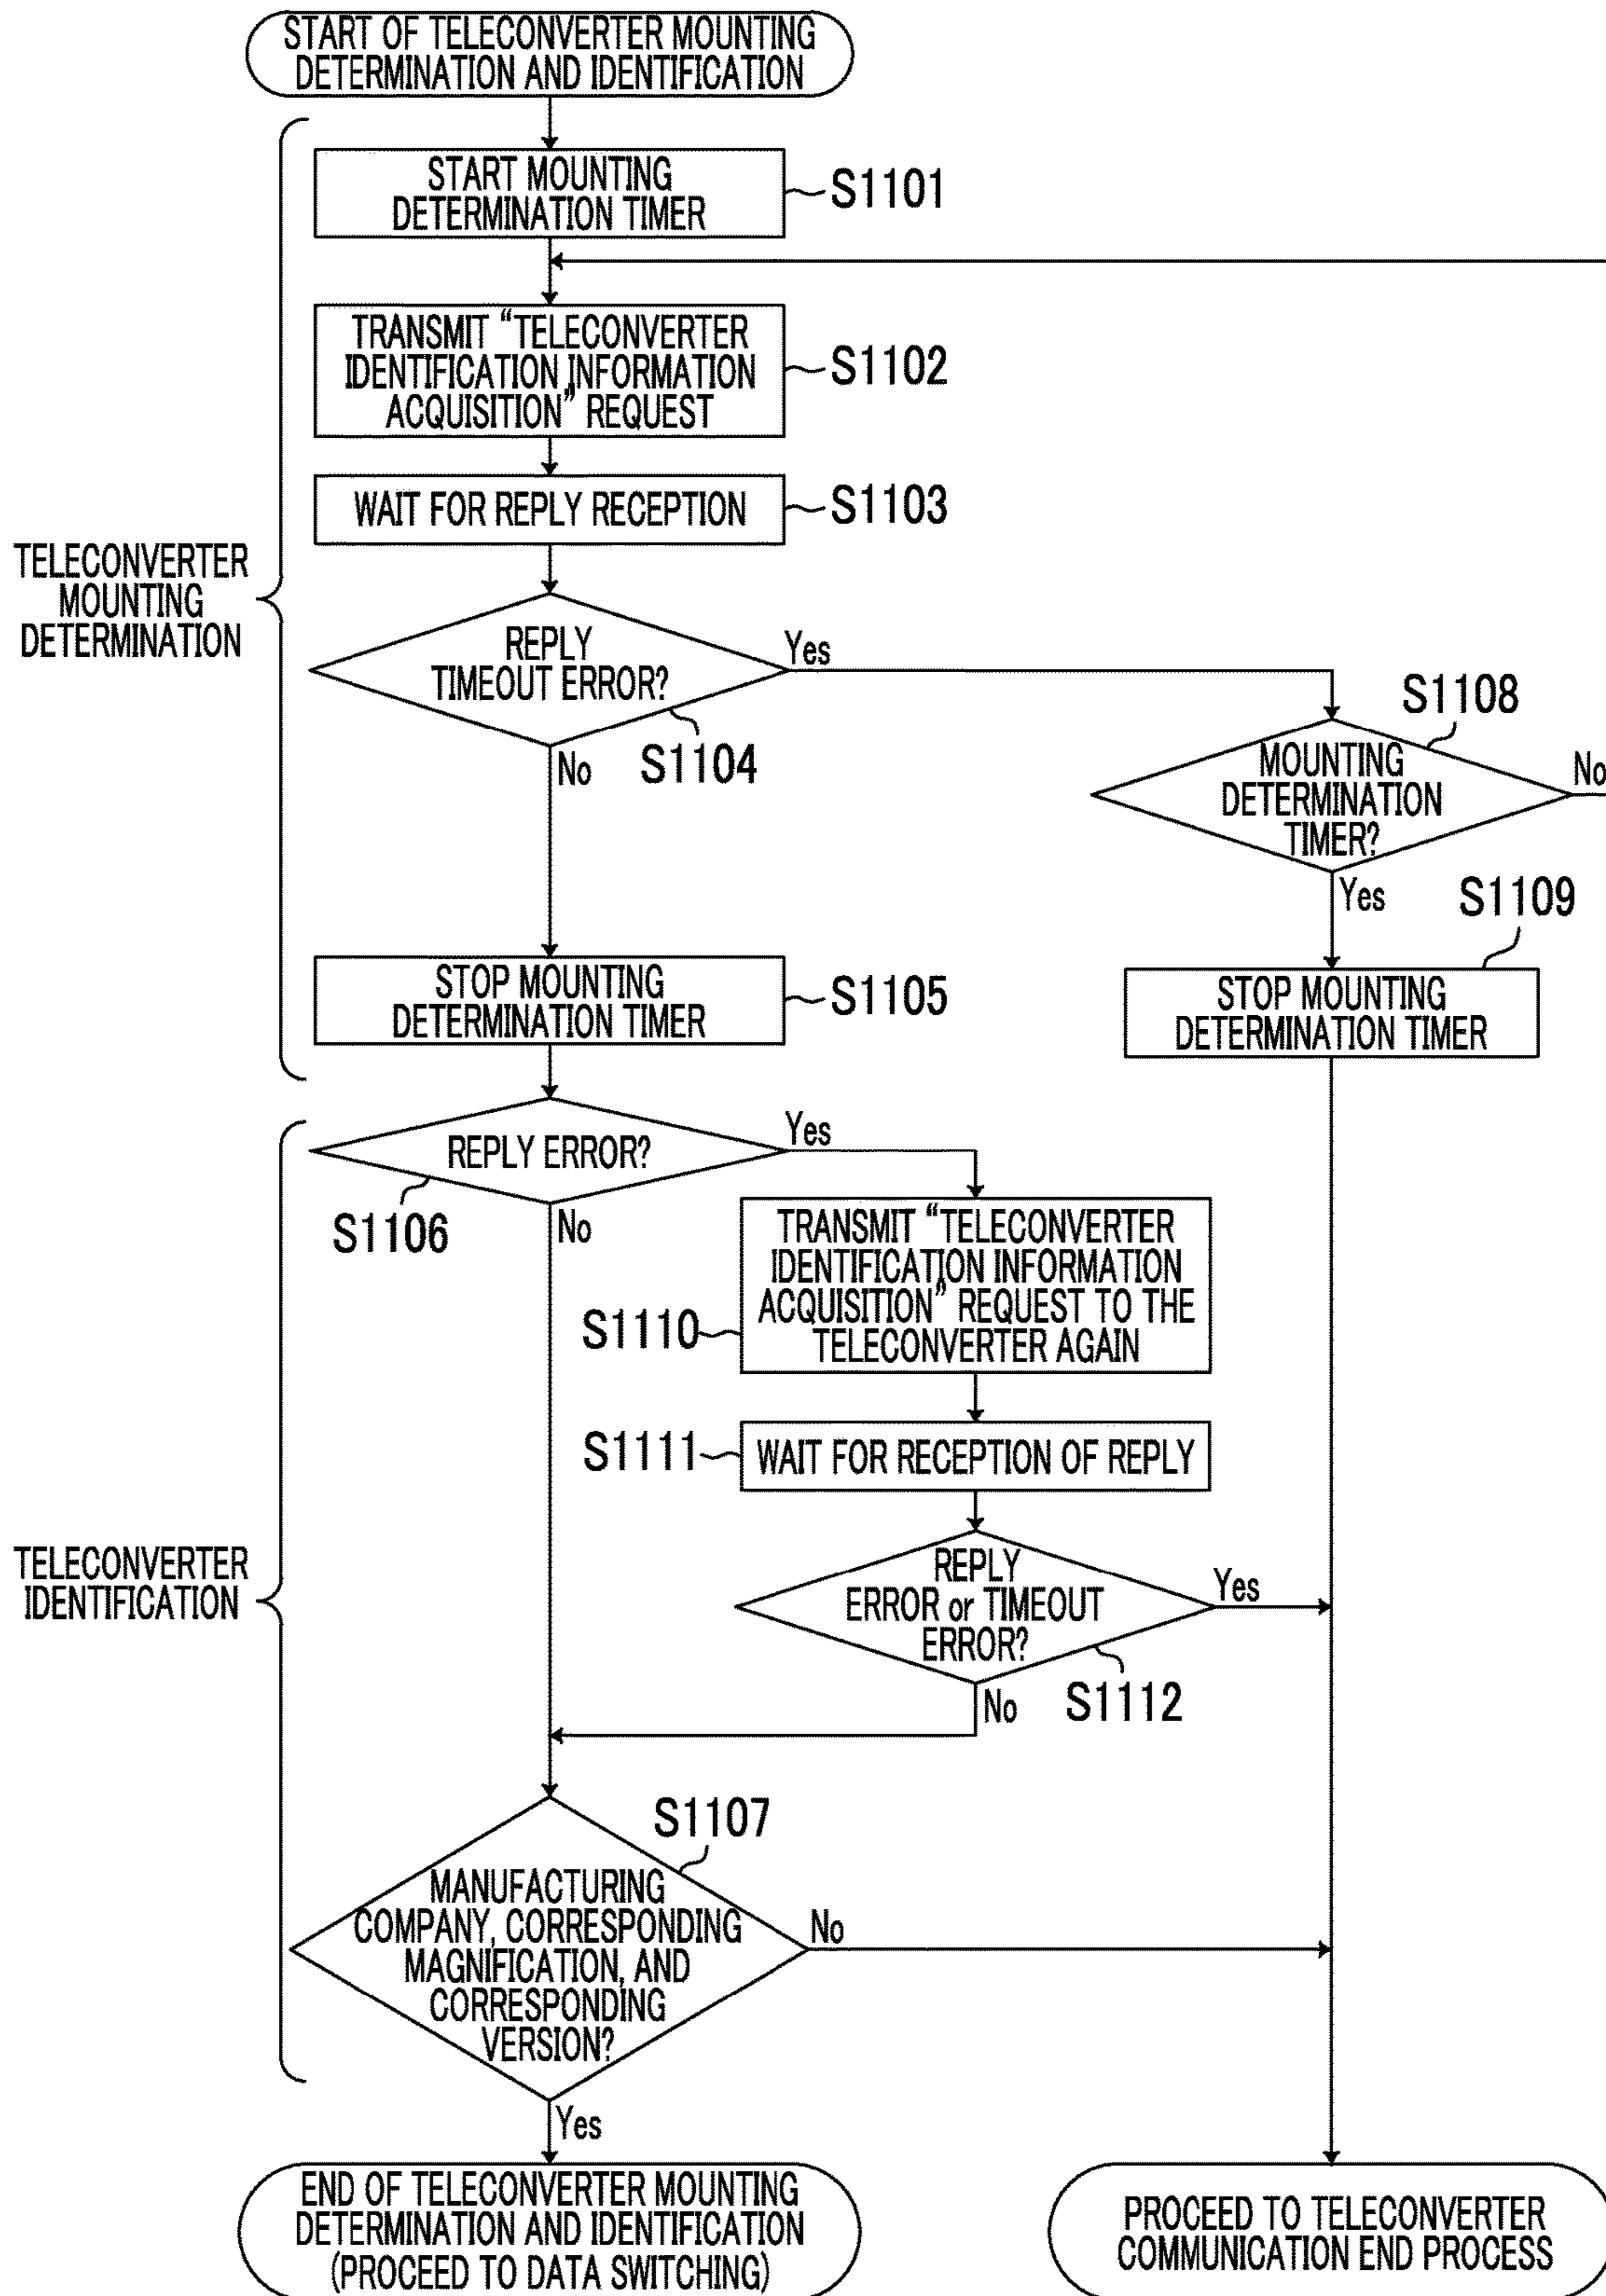 START OF TELECONVERTER MOUNTING
DETERMINATION AND IDENTIFICATION
START MOUNTING
DETERMINATION TIMER
S1101
TRANSMIT “TELECONVERTER
IDENTIFICATION INFORMATION
ACQUISITION” REQUEST
S1102
WAIT FOR REPLY RECEPTION
S1103
TELECONVERTER
MOUNTING
DETERMINATION
REPLY
TIMEOUT ERROR?
Yes
No
S1104
S1108
MOUNTING
DETERMINATION
TIMER?
No
Yes
S1109
STOP MOUNTING
DETERMINATION TIMER
S1105
STOP MOUNTING
DETERMINATION TIMER
REPLY ERROR?
Yes
S1106
No
TRANSMIT “TELECONVERTER
IDENTIFICATION INFORMATION
ACQUISITION” REQUEST TO THE
TELECONVERTER AGAIN
S1110
S1111
WAIT FOR RECEPTION OF REPLY
TELECONVERTER
IDENTIFICATION
REPLY
ERROR or TIMEOUT
ERROR?
Yes
No
S1112
S1107
MANUFACTURING
COMPANY, CORRESPONDING
MAGNIFICATION, AND
CORRESPONDING
VERSION?
No
Yes
END OF TELECONVERTER MOUNTING
DETERMINATION AND IDENTIFICATION
(PROCEED TO DATA SWITCHING)
PROCEED TO TELECONVERTER
COMMUNICATION END PROCESS